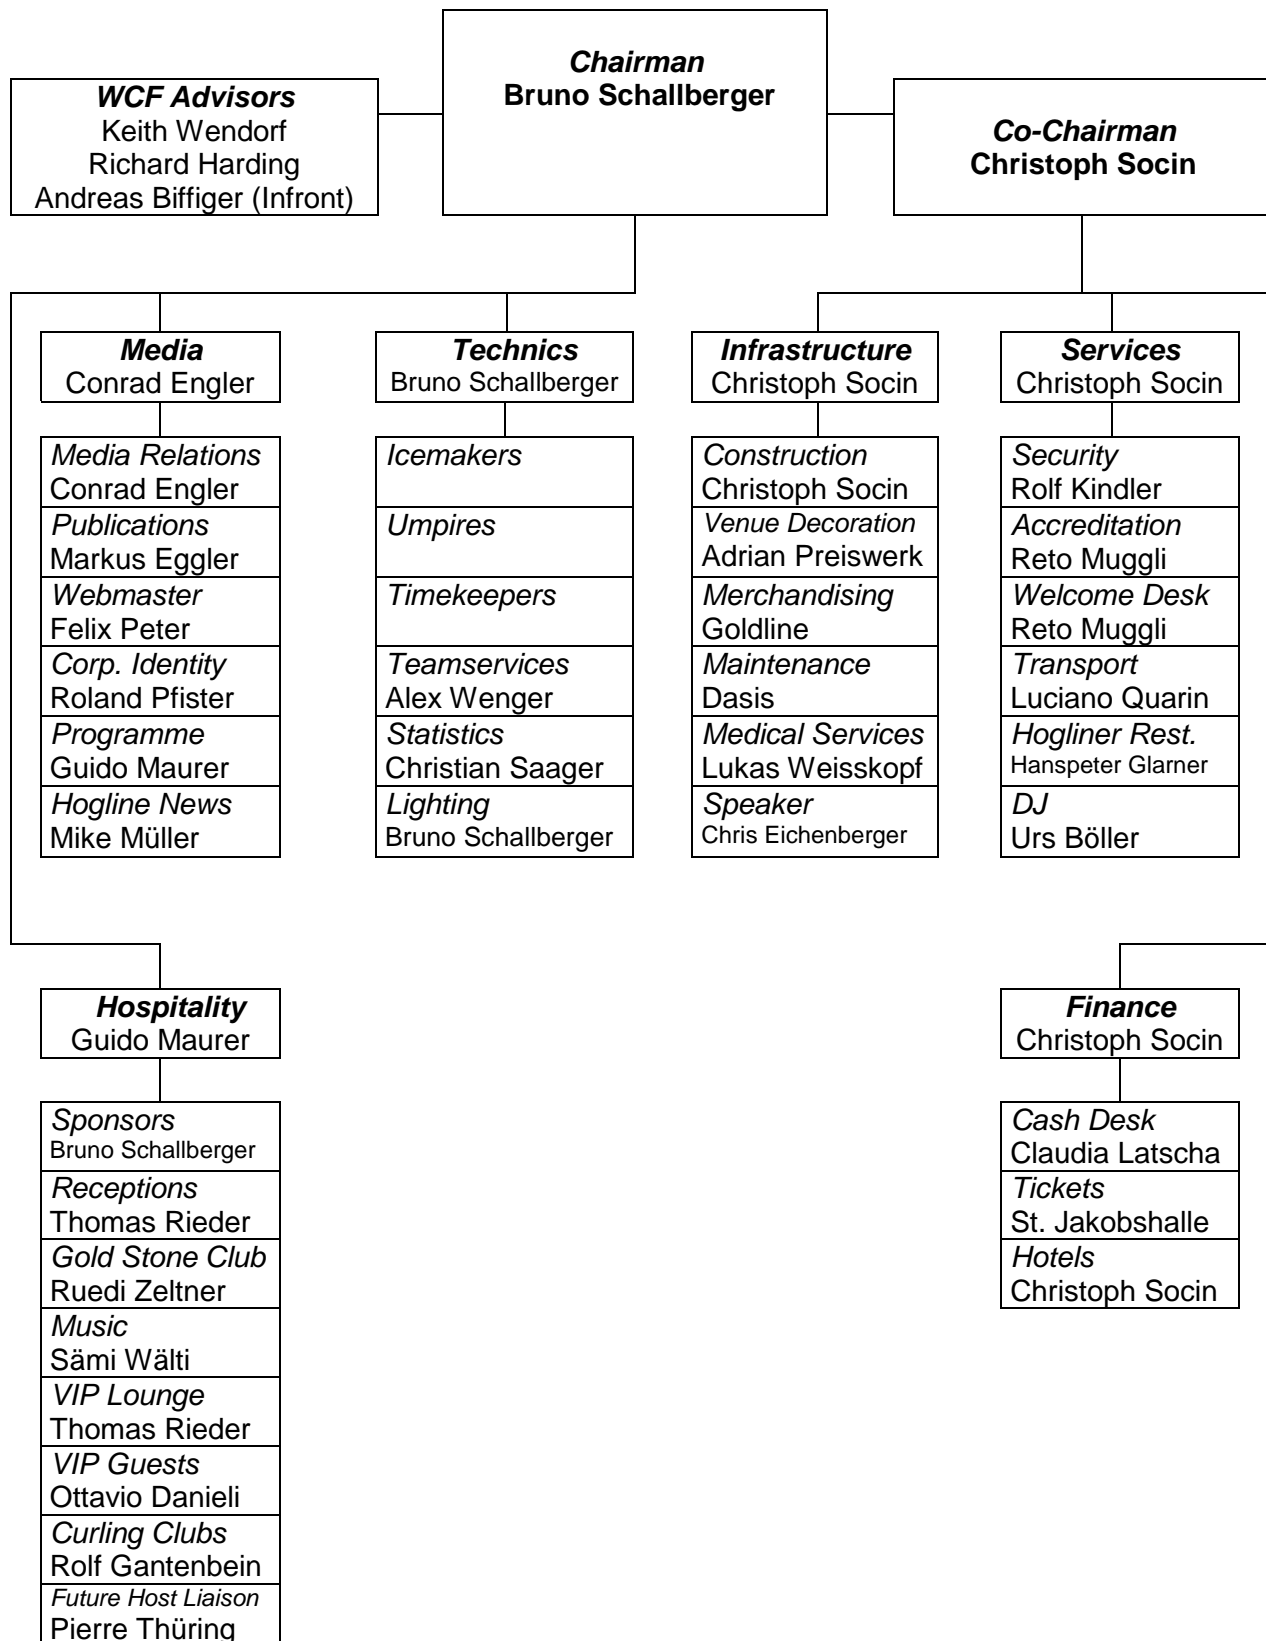 Chairman
Bruno Schallberger
WCF Advisors
Keith Wendorf
Richard Harding
Andreas Biffiger (Infront)
Co-Chairman
Christoph Socin
Media
Conrad Engler
Media Relations
Conrad Engler
Publications
Markus Eggler
Webmaster
Felix Peter
Corp. Identity
Roland Pfister
Programme
Guido Maurer
Hogline News
Mike Müller
Technics
Bruno Schallberger
Icemakers
Umpires
Timekeepers
Teamservices
Alex Wenger
Statistics
Christian Saager
Lighting
Bruno Schallberger
Infrastructure
Christoph Socin
Construction
Christoph Socin
Venue Decoration
Adrian Preiswerk
Merchandising
Goldline
Maintenance
Dasis
Medical Services
Lukas Weisskopf
Speaker
Chris Eichenberger
Services
Christoph Socin
Security
Rolf Kindler
Accreditation
Reto Muggli
Welcome Desk
Reto Muggli
Transport
Luciano Quarin
Hogliner Rest.
Hanspeter Glarner
DJ
Urs Böller
Hospitality
Guido Maurer
Sponsors
Bruno Schallberger
Receptions
Thomas Rieder
Gold Stone Club
Ruedi Zeltner
Music
Sämi Wälti
VIP Lounge
Thomas Rieder
VIP Guests
Ottavio Danieli
Curling Clubs
Rolf Gantenbein
Future Host Liaison
Pierre Thüring
Finance
Christoph Socin
Cash Desk
Claudia Latscha
Tickets
St. Jakobshalle
Hotels
Christoph Socin